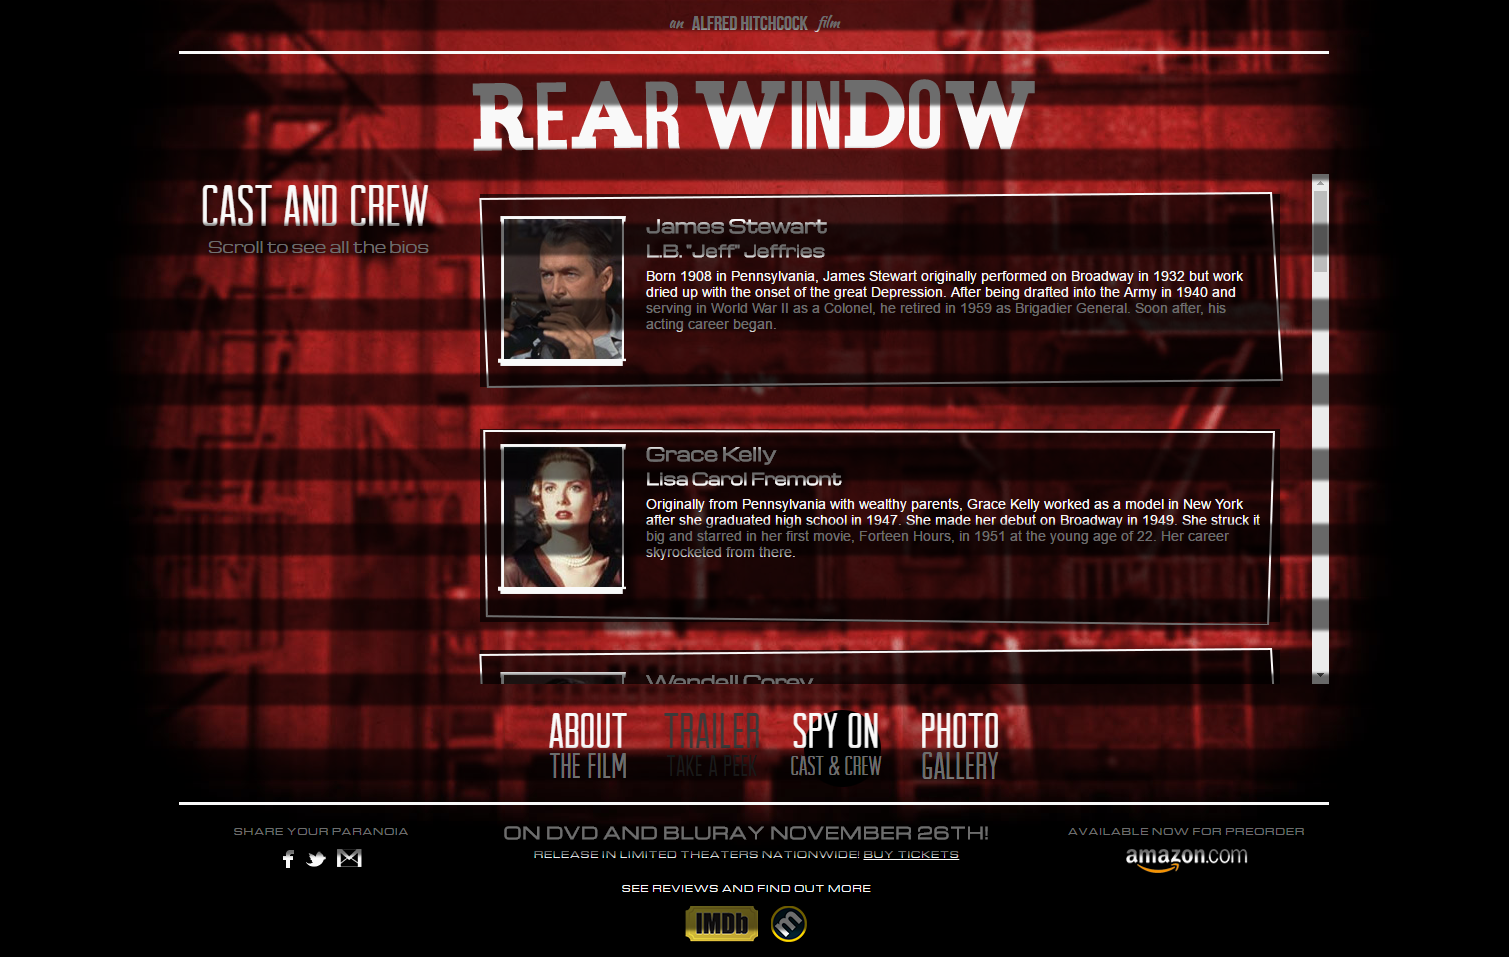 an ALFRED HITCHCOCK film
REAR WINDOW
CAST AND CREW
Scroll to see all the bios
James Stewart
L.B. "Jeff" Jeffries
Born 1908 in Pennsylvania, James Stewart originally performed on Broadway in 1932 but work
dried up with the onset of the great Depression. After being drafted into the Army in 1940 and
serving in World War II as a Colonel, he retired in 1959 as Brigadier General. Soon after, his
acting career began.
Grace Kelly
Lisa Carol Fremont
Originally from Pennsylvania with wealthy parents, Grace Kelly worked as a model in New York
after she graduated high school in 1947. She made her debut on Broadway in 1949. She struck it
big and starred in her first movie, Forteen Hours, in 1951 at the young age of 22. Her career
skyrocketed from there.
Wendell Corey
ABOUT
THE FILM
TRAILER
TAKE A PEEK
SPY ON
CAST & CREW
PHOTO
GALLERY
SHARE YOUR PARANOIA
ON DVD AND BLURAY NOVEMBER 26TH!
RELEASE IN LIMITED THEATERS NATIONWIDE! BUY TICKETS
SEE REVIEWS AND FIND OUT MORE
IMDb
m
AVAILABLE NOW FOR PREORDER
amazon.com